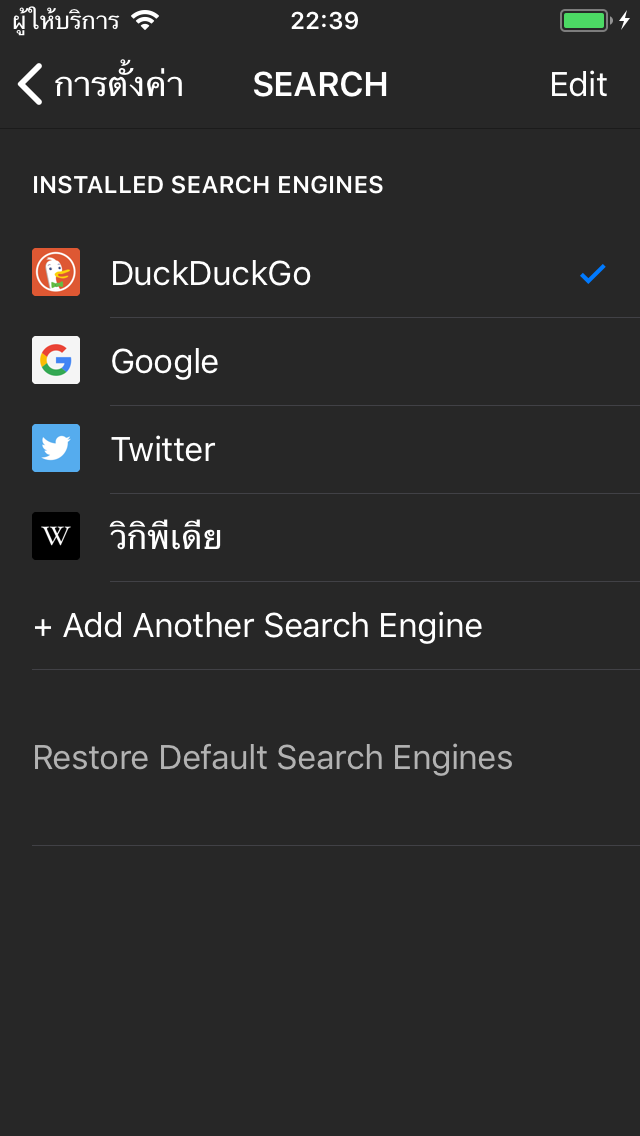 ผู้ให้บริการ 22:39
การตั้งค่า SEARCH Edit
INSTALLED SEARCH ENGINES
DuckDuckGo
Google
Twitter
W วิกิพีเดีย
+ Add Another Search Engine
Restore Default Search Engines